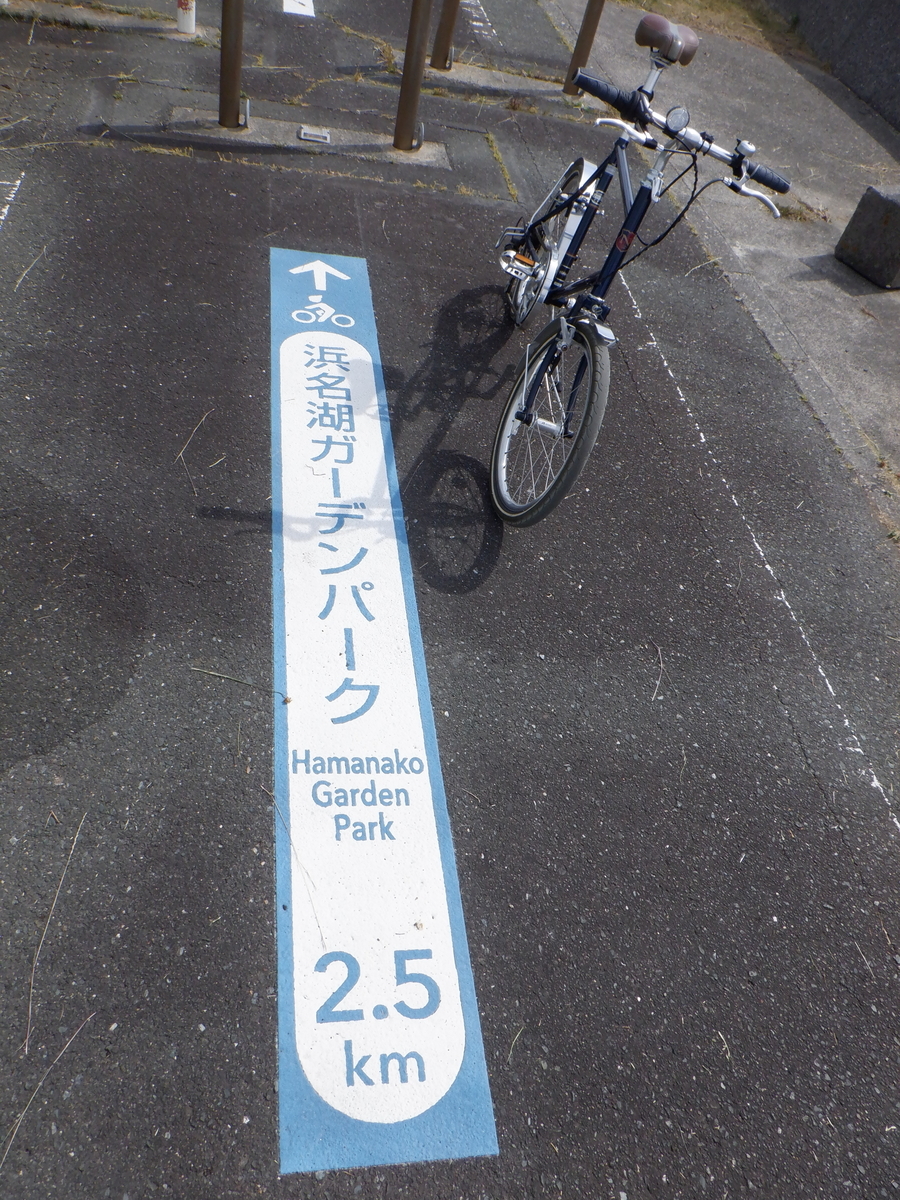 浜名湖ガーデンパーク
Hamanako
Garden
Park
2.5
km